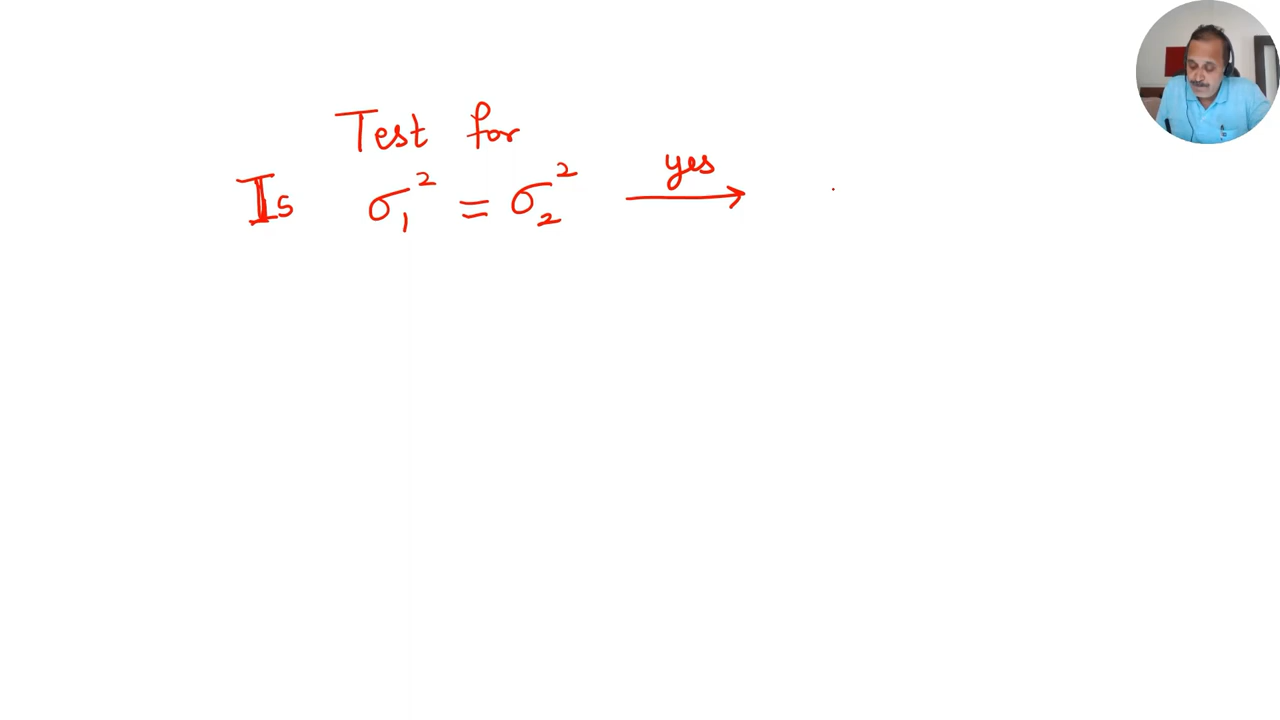 Test for
Is σ₁² = σ₂² yes →